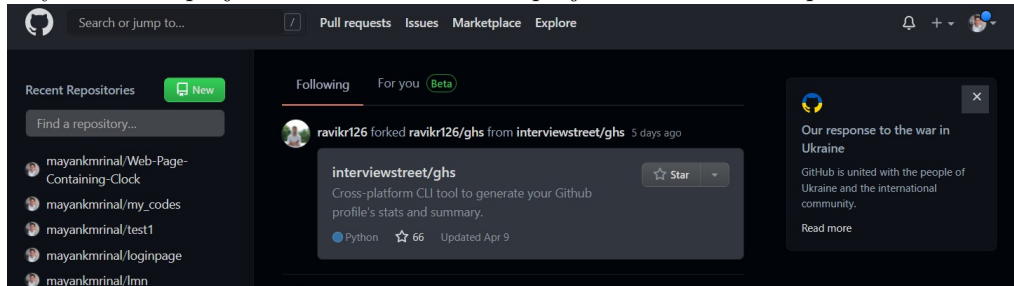 Search or jump to...
/
Pull requests Issues Marketplace Explore
Recent Repositories
New
Find a repository...
mayankmrinal/Web-Page-
Containing-Clock
mayankmrinal/my_codes
mayankmrinal/test1
mayankmrinal/loginpage
mayankmrinal/lmn
Following For you Beta
ravikr126 forked ravikr126/ghs from interviewstreet/ghs 5 days ago
interviewstreet/ghs
Star
Cross-platform CLI tool to generate your Github
profile's stats and summary.
Python 66 Updated Apr 9
Our response to the war in
Ukraine
GitHub is united with the people of
Ukraine and the international
community.
Read more